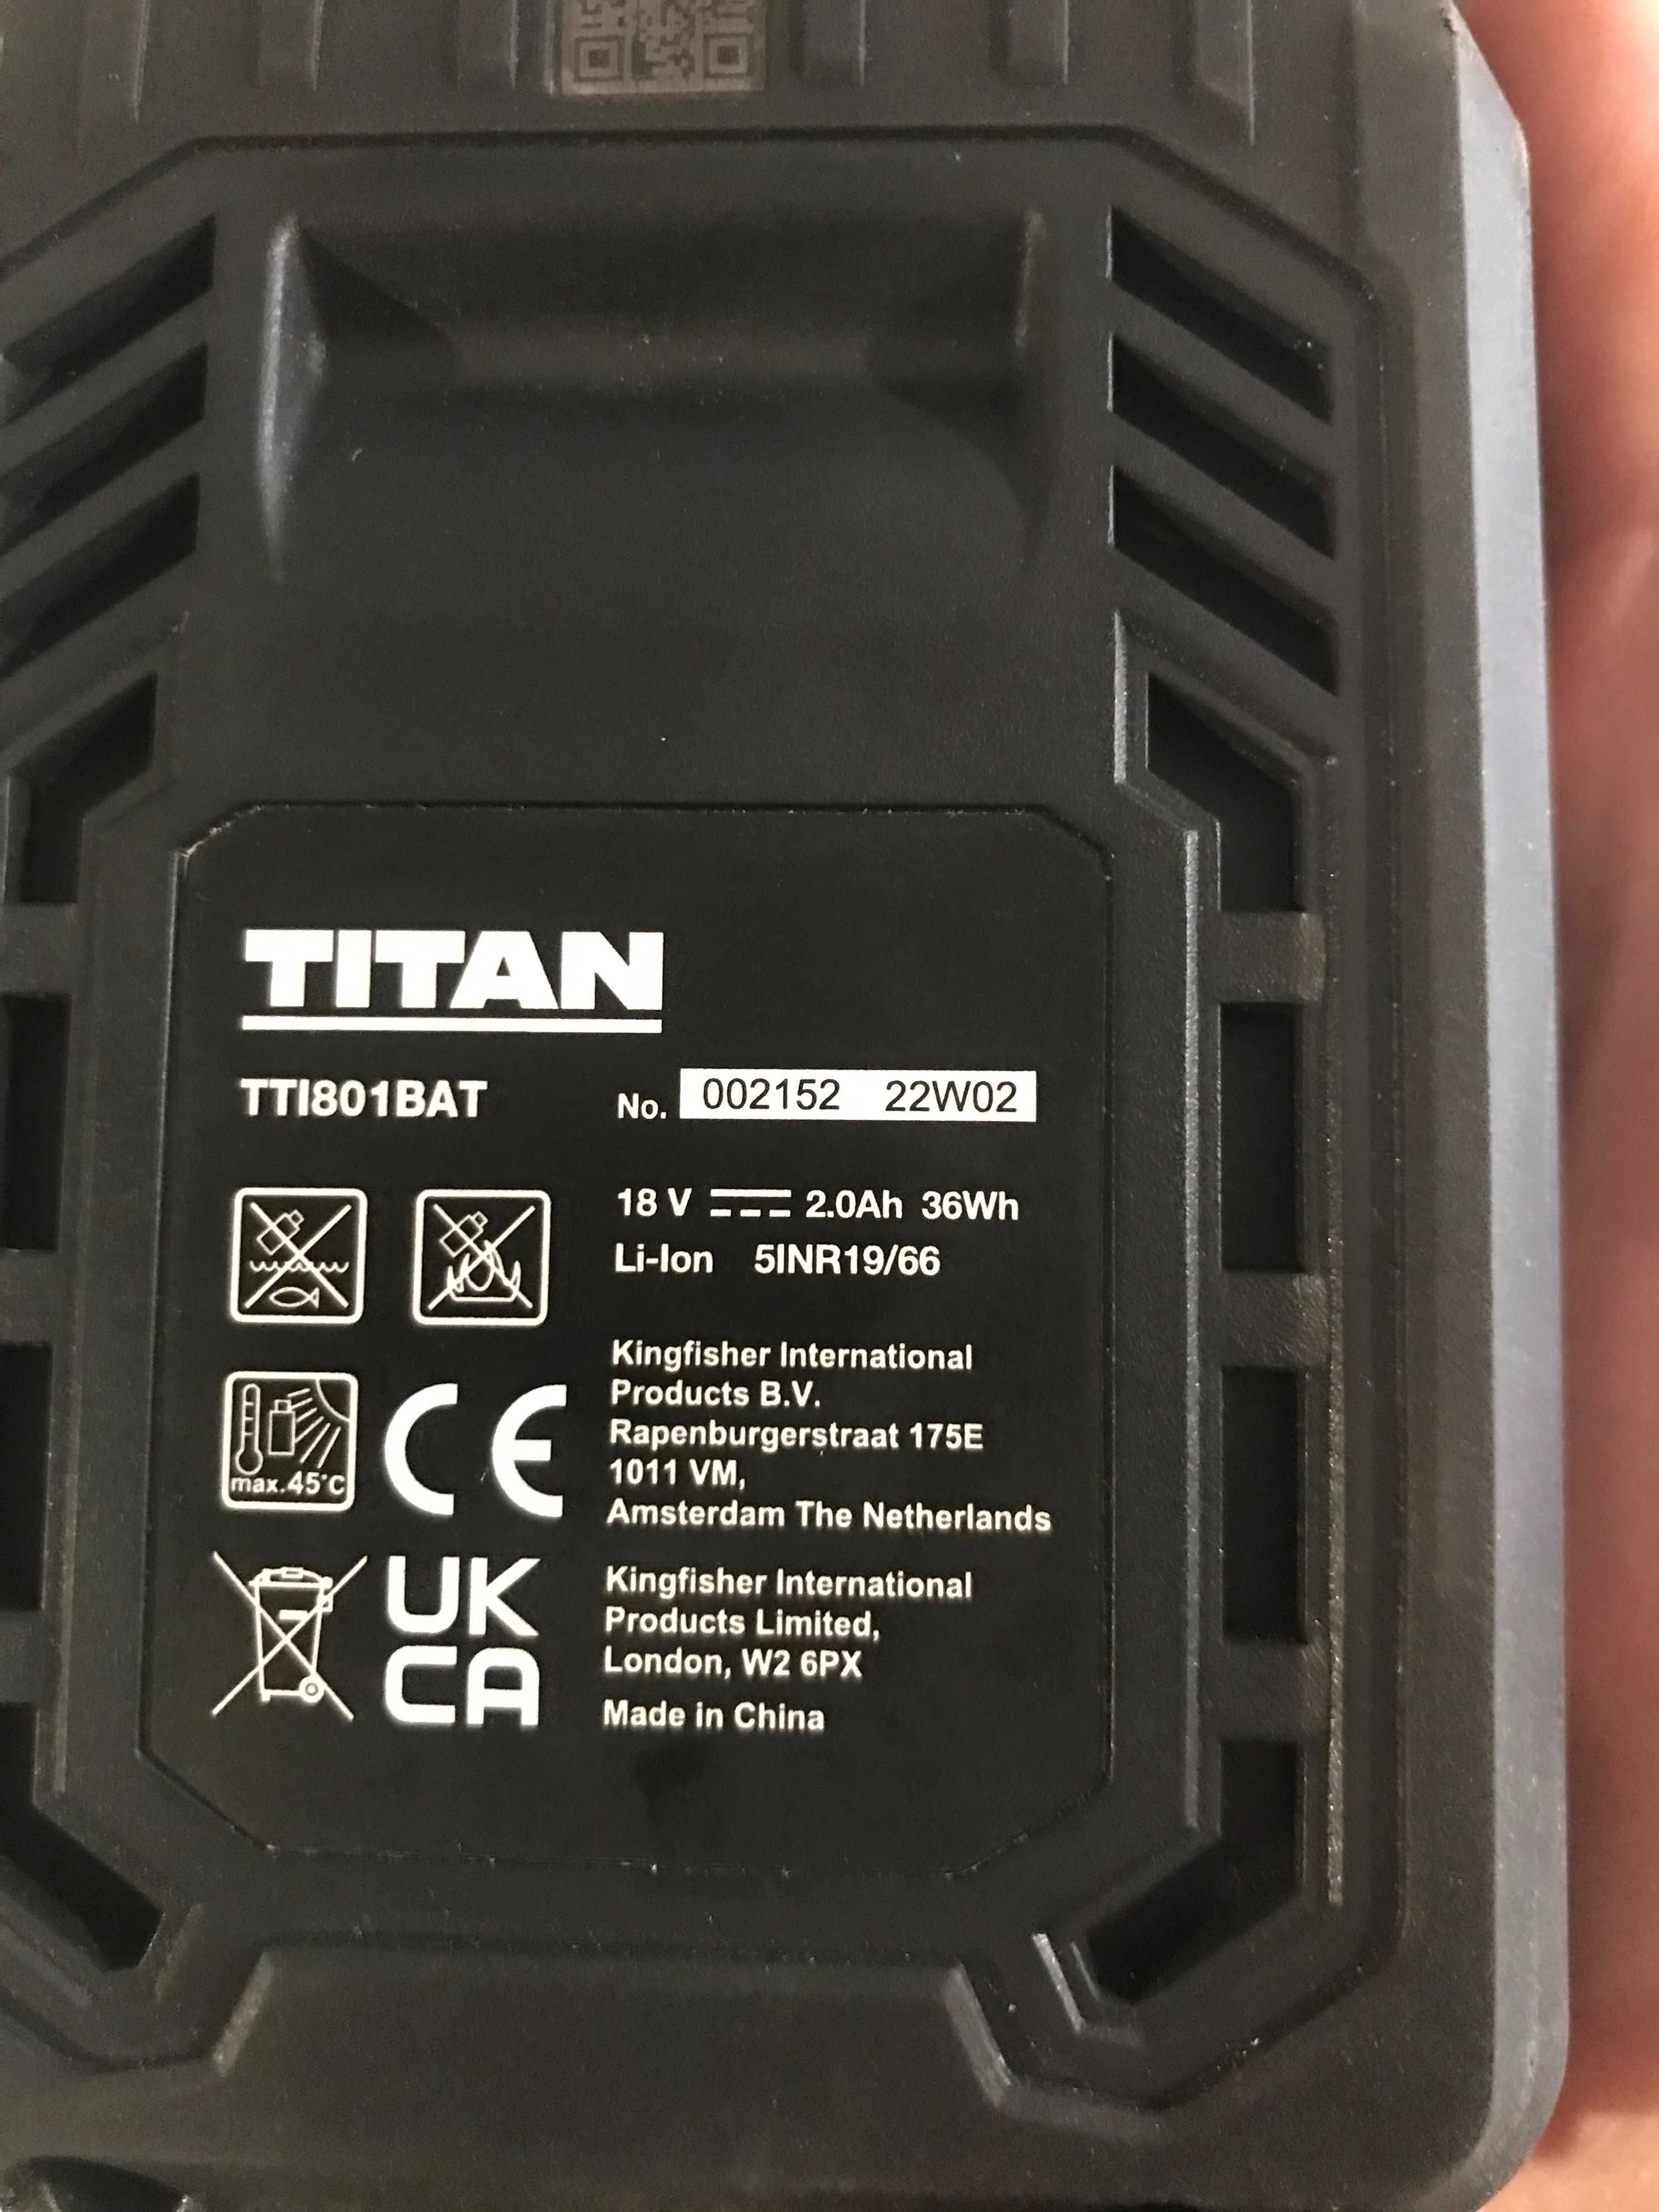 TITAN
TTI801BAT No. 002152 22W02
18 V 2.0Ah 36Wh
Li-Ion 5INR19/66
Kingfisher International
Products B.V.
Rapenburgerstraat 175E
1011 VM,
Amsterdam The Netherlands
max.45°C
CE
UK
CA
Kingfisher International
Products Limited,
London, W2 6PX
Made in China